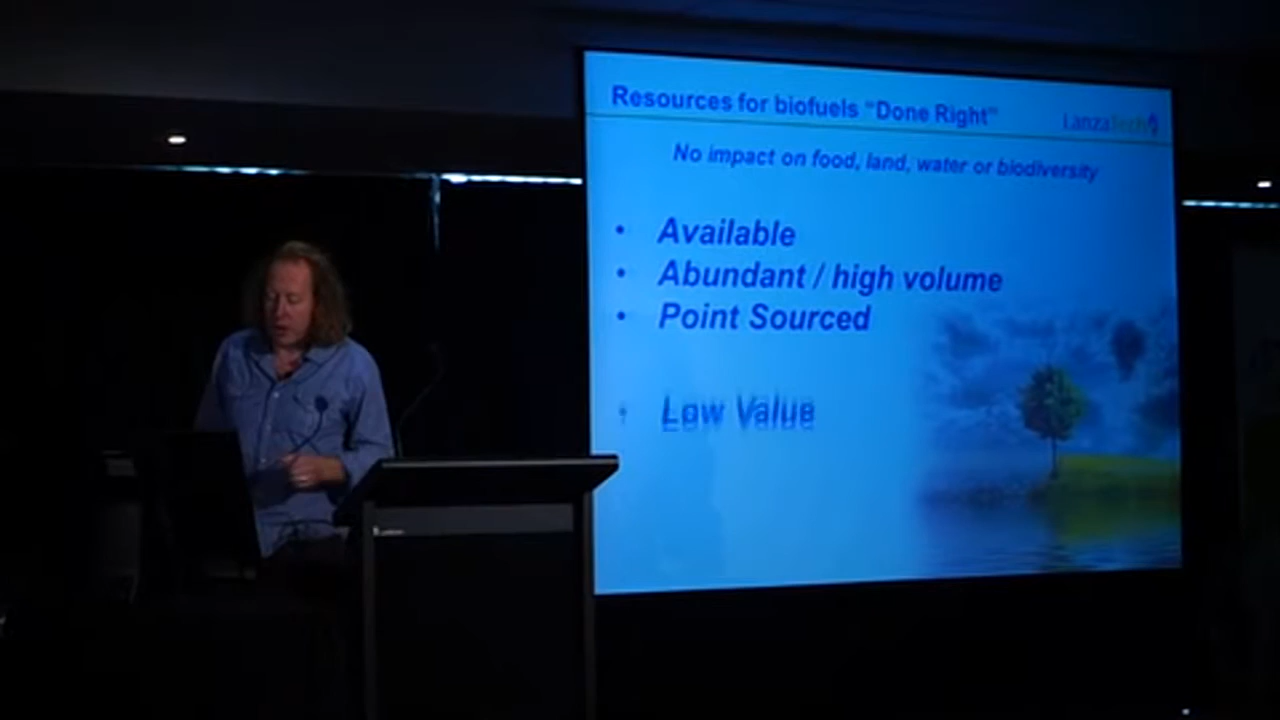 Resources for biofuels “Done Right”
LanzaTech
No impact on food, land, water or biodiversity
• Available
• Abundant / high volume
• Point Sourced
• Low Value